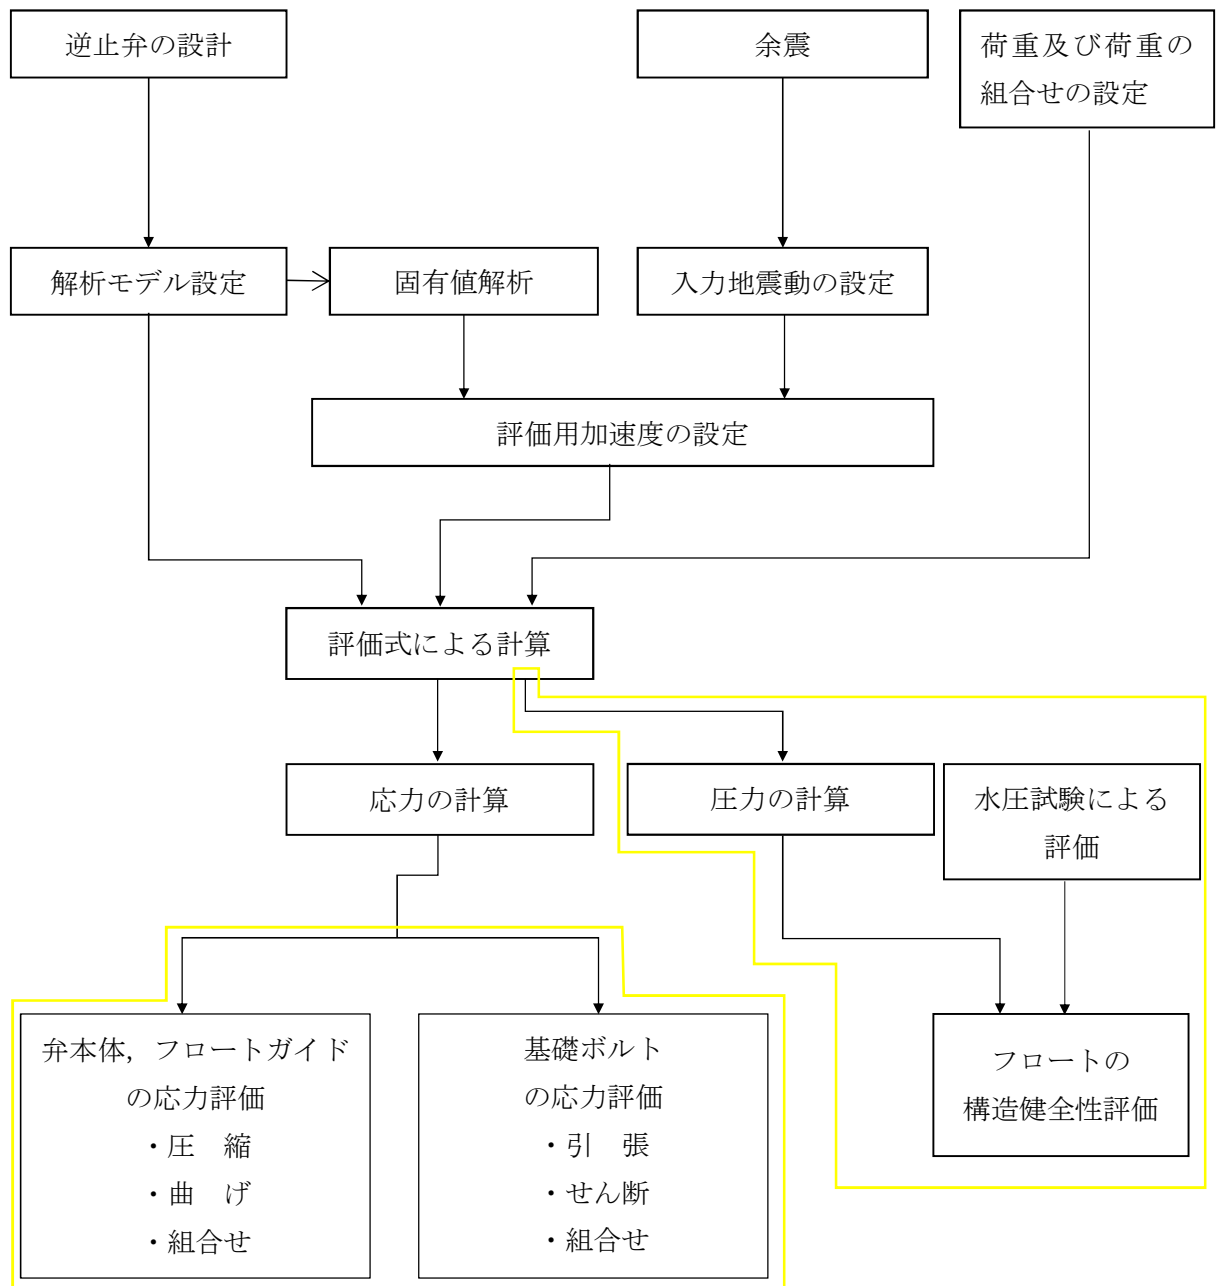 逆止弁の設計
余震
荷重及び荷重の
組合せの設定
解析モデル設定
固有値解析
入力地震動の設定
評価用加速度の設定
評価式による計算
応力の計算
圧力の計算
水圧試験による
評価
弁本体，フロートガイド
の応力評価
・圧　縮
・曲　げ
・組合せ
基礎ボルト
の応力評価
・引　張
・せん断
・組合せ
フロートの
構造健全性評価